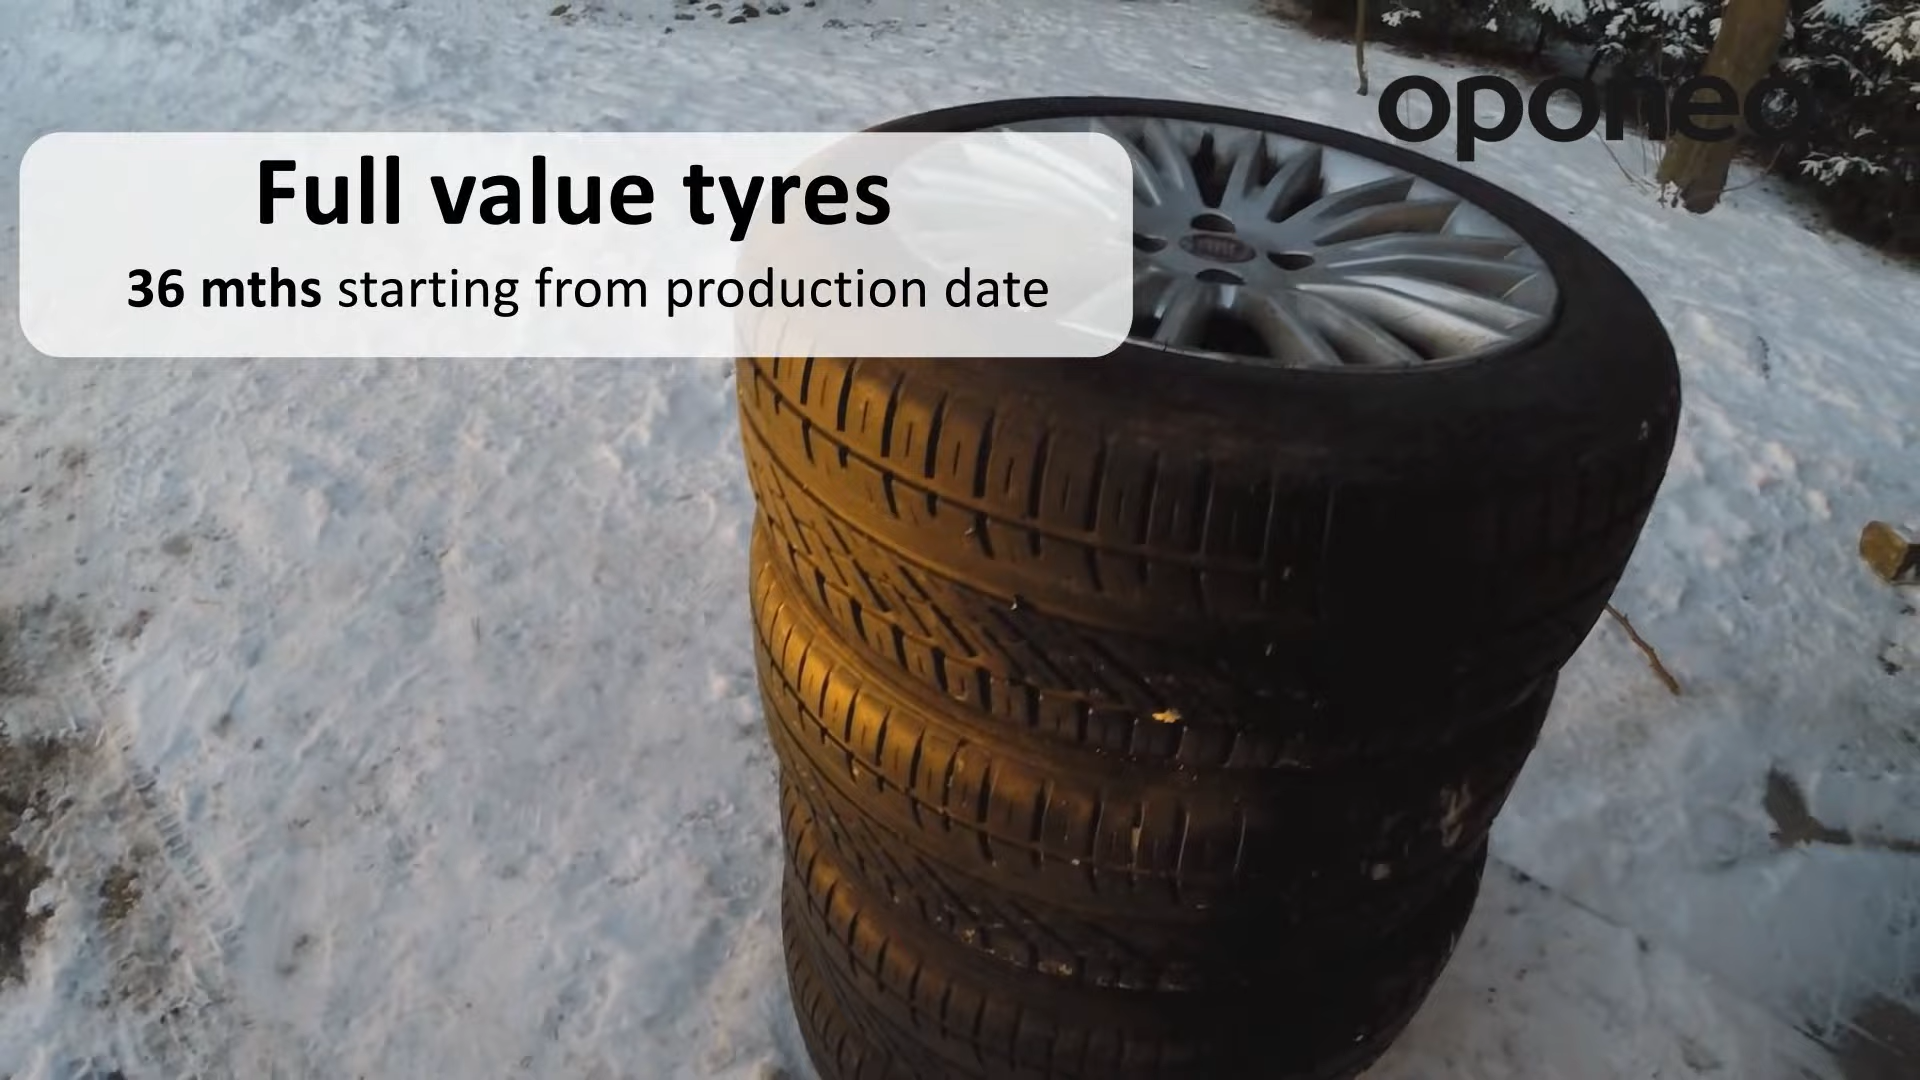 oponeo
Full value tyres
36 mths starting from production date